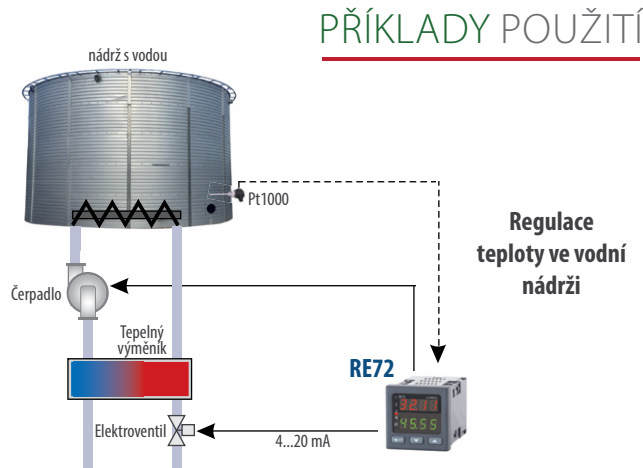 PŘÍKLADY POUŽITÍ
nádrž s vodou
Pt1000
Regulace
teploty ve vodní
nádrži
Čerpadlo
Tepelný
výměník
RE72
Elektroventil
4...20 mA